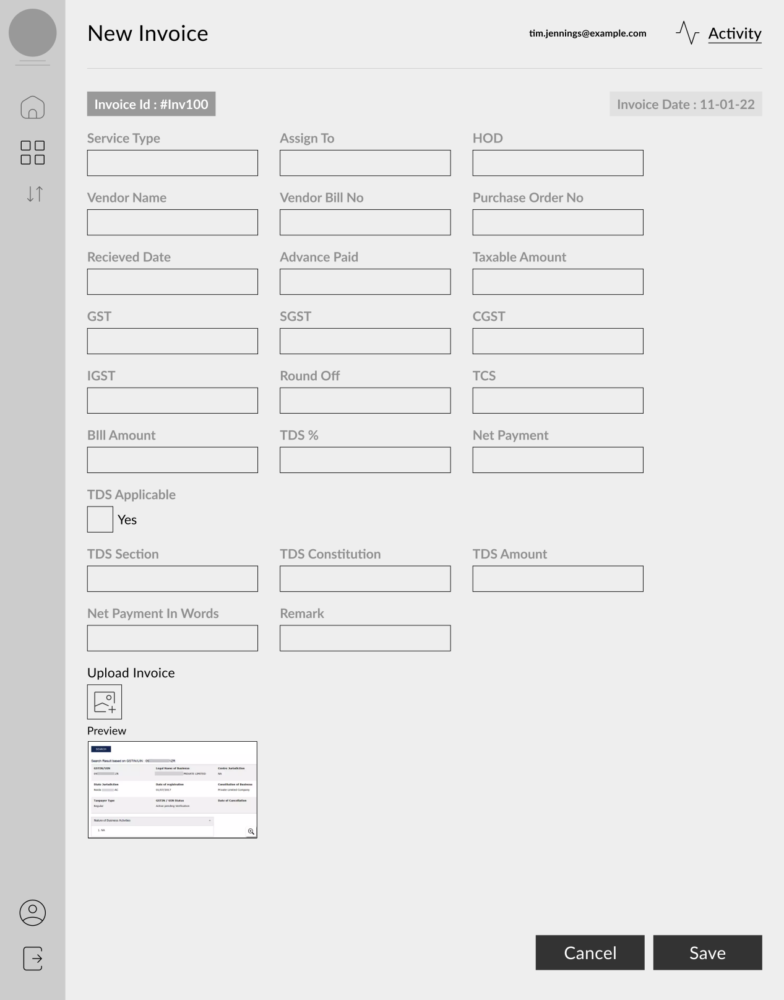 New Invoice
tim.jennings@example.com
Activity
Invoice Id : #Inv100
Invoice Date : 11-01-22
Service Type
Assign To
HOD
Vendor Name
Vendor Bill No
Purchase Order No
Recieved Date
Advance Paid
Taxable Amount
GST
SGST
CGST
IGST
Round Off
TCS
BIll Amount
TDS %
Net Payment
TDS Applicable
Yes
TDS Section
TDS Constitution
TDS Amount
Net Payment In Words
Remark
Upload Invoice
Preview
SEARCH
Search Result based on GSTIN/UIN : 09 1ZR
GSTIN/UIN
Legal Name of Business
Centre Jurisdiction
09 ZR
PRIVATE LIMITED
NA
State Jurisdiction
Date of registration
Constitution of Business
Noida AC
01/07/2017
Private Limited Company
Taxpayer Type
GSTIN / UIN Status
Date of Cancellation
Regular
Active pending Verification
Nature of Business Activities
1. NA
Cancel
Save